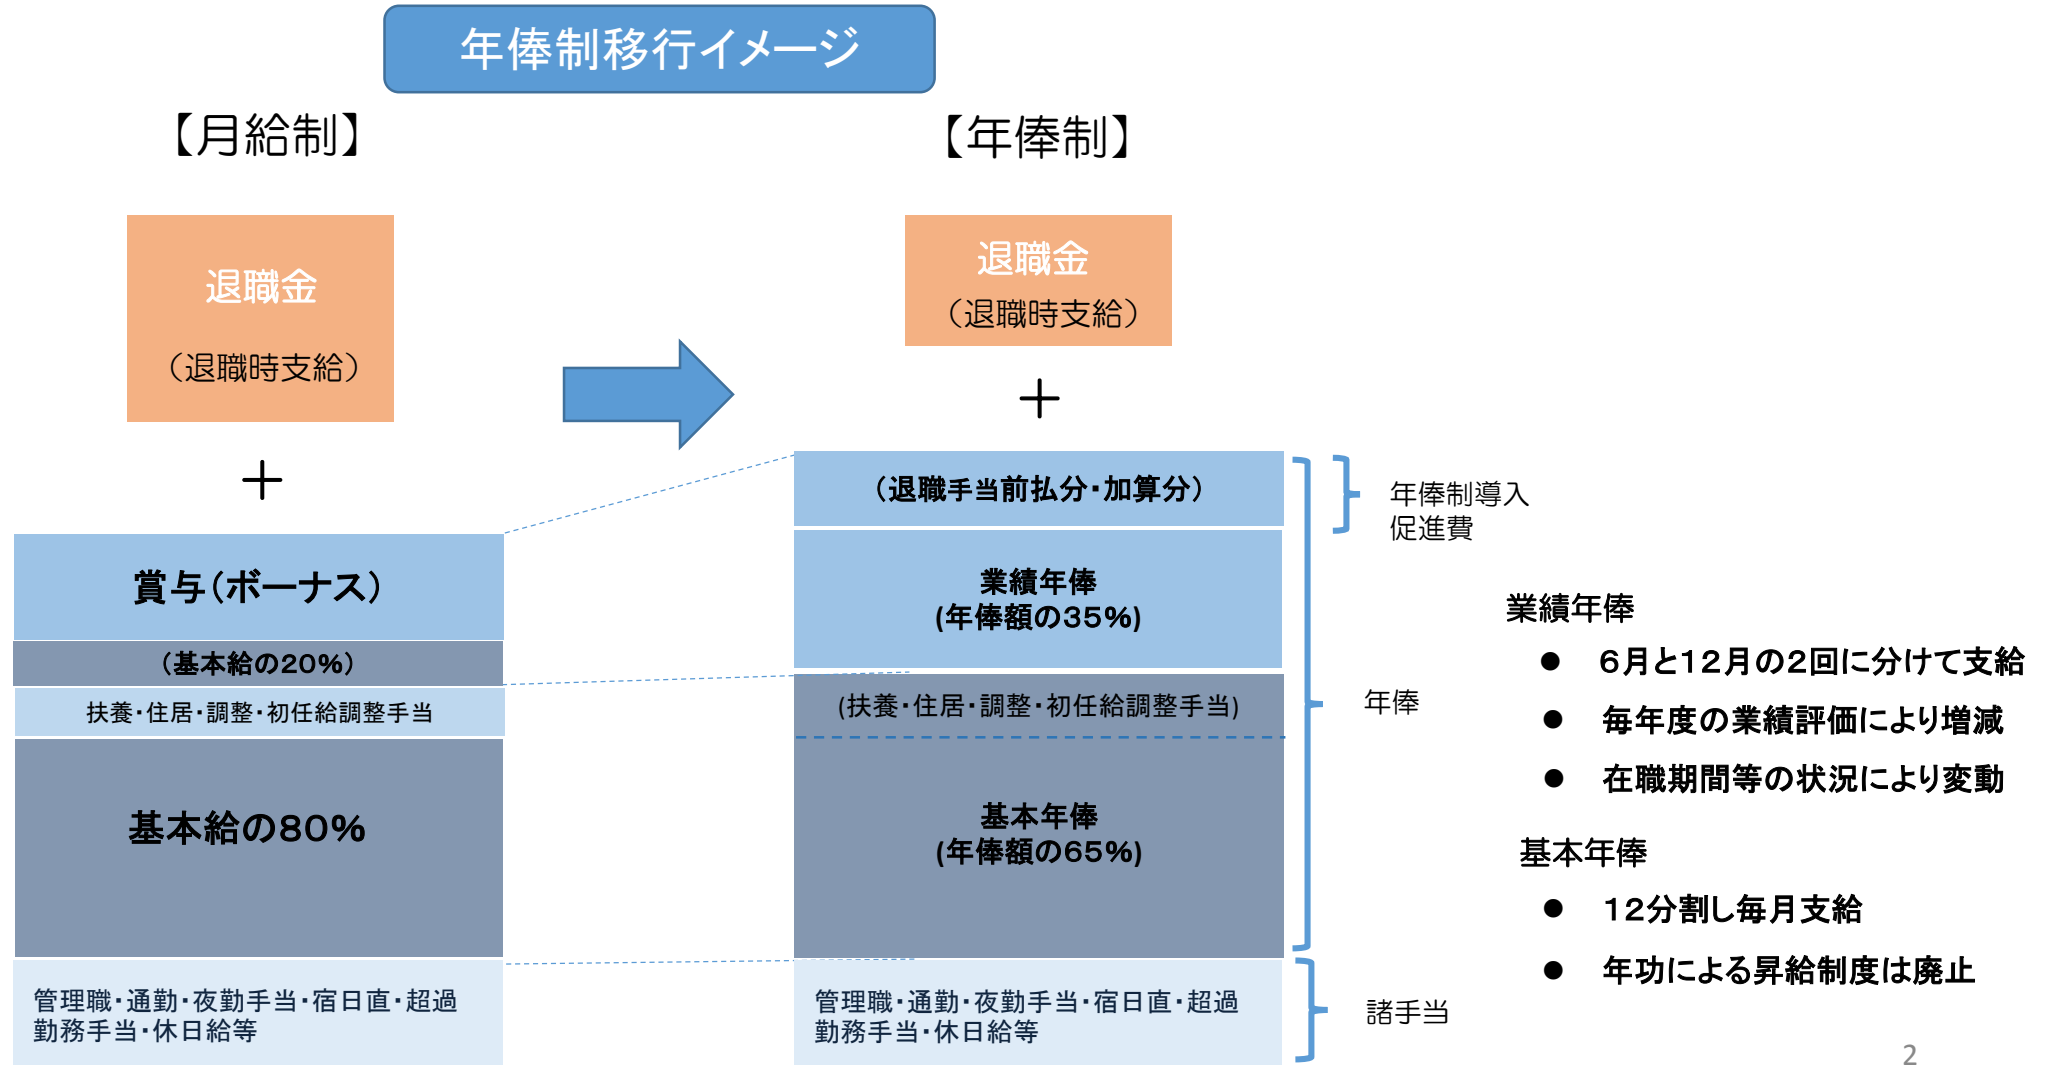 年俸制移行イメージ
【月給制】
【年俸制】
退職金
（退職時支給）
＋
賞与（ボーナス）
（基本給の２０％）
扶養・住居・調整・初任給調整手当
基本給の８０％
管理職・通勤・夜勤手当・宿日直・超過
勤務手当・休日給等
退職金
（退職時支給）
＋
（退職手当前払分・加算分）
業績年俸
(年俸額の３５％)
(扶養・住居・調整・初任給調整手当)
基本年俸
(年俸額の６５％)
管理職・通勤・夜勤手当・宿日直・超過
勤務手当・休日給等
年俸制導入
促進費
年俸
諸手当
業績年俸
● ６月と１２月の２回に分けて支給
● 毎年度の業績評価により増減
● 在職期間等の状況により変動
基本年俸
● １２分割し毎月支給
● 年功による昇給制度は廃止
2